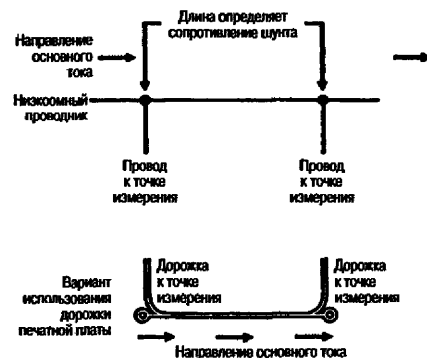 Длина определяет
сопротивление шунта
Направление
основного
тока
Низкоомный
проводник
Провод
к точке
измерения
Провод
к точке
измерения
Вариант
использования
дорожки
печатной платы
Дорожка
к точке
измерения
Дорожка
к точке
измерения
Направление основного тока